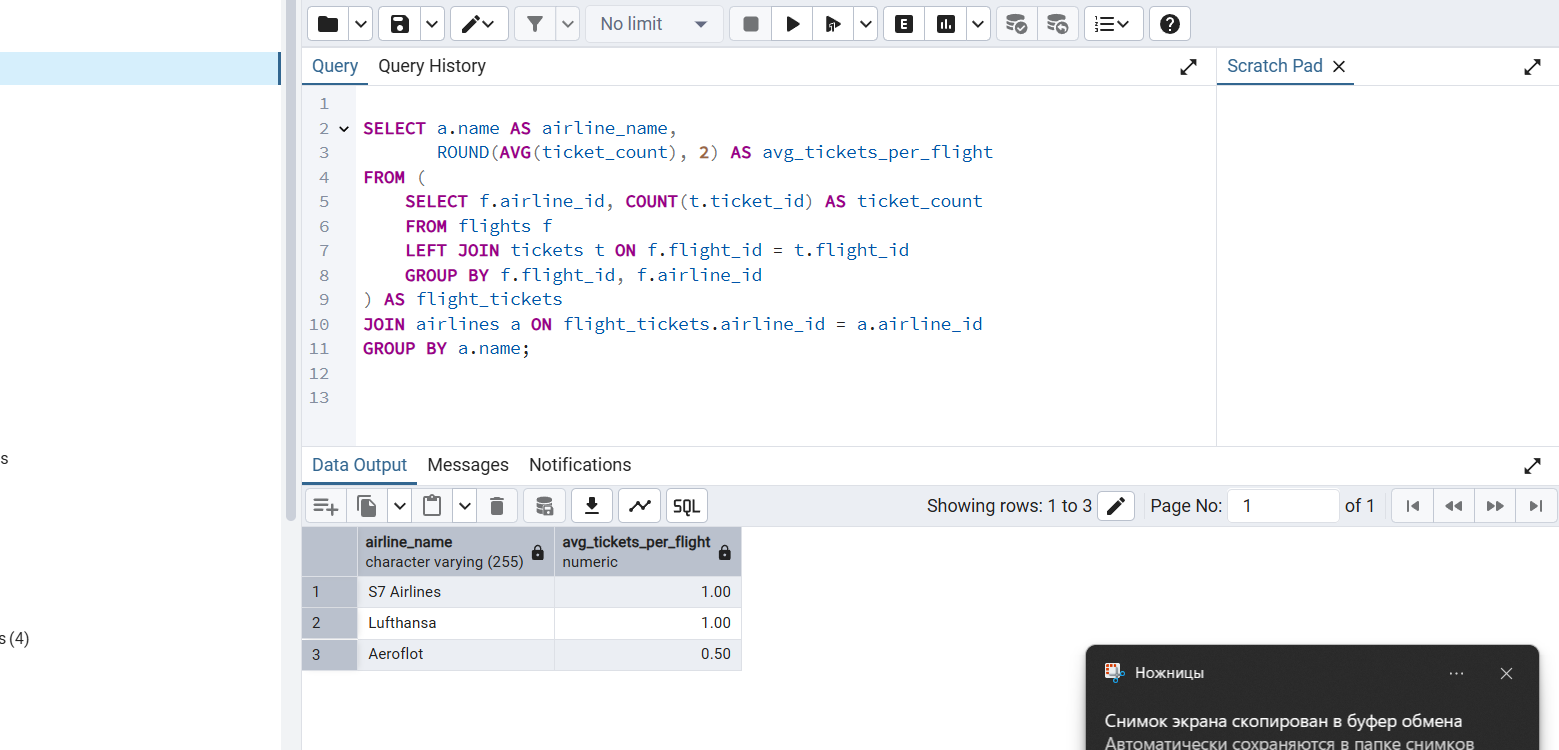 No limit
E
Query Query History
Scratch Pad
1
2 SELECT a.name AS airline_name,
3 ROUND(AVG(ticket_count), 2) AS avg_tickets_per_flight
4 FROM (
5 SELECT f.airline_id, COUNT(t.ticket_id) AS ticket_count
6 FROM flights f
7 LEFT JOIN tickets t ON f.flight_id = t.flight_id
8 GROUP BY f.flight_id, f.airline_id
9 ) AS flight_tickets
10 JOIN airlines a ON flight_tickets.airline_id = a.airline_id
11 GROUP BY a.name;
12
13
s
s (4)
Data Output Messages Notifications
SQL Showing rows: 1 to 3 Page No: 1 of 1
airline_name avg_tickets_per_flight
character varying (255) numeric
1 S7 Airlines 1.00
2 Lufthansa 1.00
3 Aeroflot 0.50
Ножницы
Снимок экрана скопирован в буфер обмена
Автоматически сохраняются в папке снимков